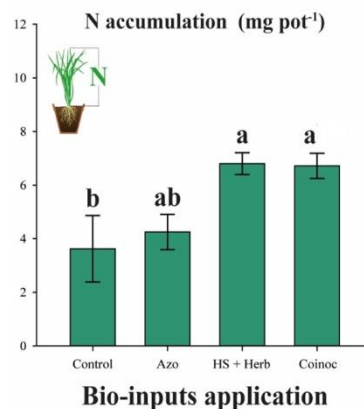 N accumulation (mg pot⁻¹)
12
10
8
6
4
2
0
N
b
ab
a
a
Control
Azo
HS + Herb
Coinoc
Bio-inputs application